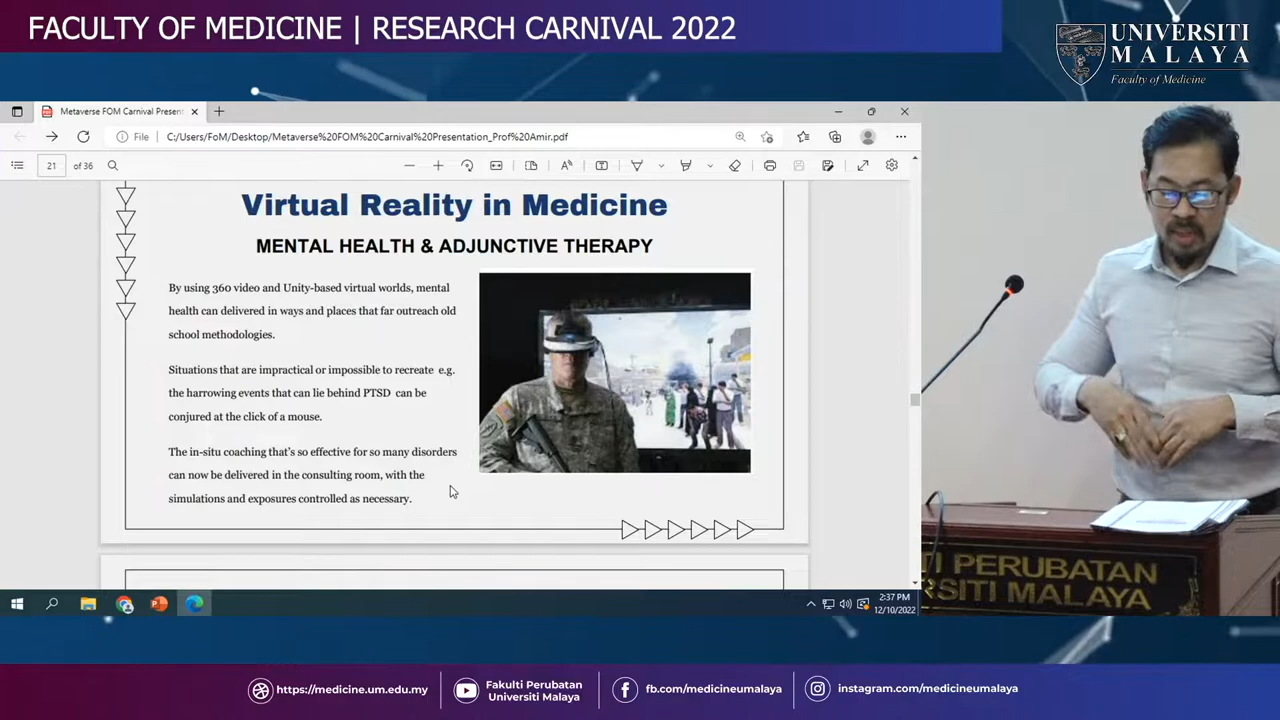 FACULTY OF MEDICINE | RESEARCH CARNIVAL 2022
UNIVERSITI
MALAYA
Faculty of Medicine
Metaverse FOM Carnival Present
File
C:/Users/FoM/Desktop/Metaverse%20FOM%20Carnival%20Presentation_Prof%20Amir.pdf
21 of 36
Virtual Reality in Medicine
MENTAL HEALTH & ADJUNCTIVE THERAPY
By using 360 video and Unity-based virtual worlds, mental
health can delivered in ways and places that far outreach old
school methodologies.
Situations that are impractical or impossible to recreate e.g.
the harrowing events that can lie behind PTSD can be
conjured at the click of a mouse.
The in-situ coaching that's so effective for so many disorders
can now be delivered in the consulting room, with the
simulations and exposures controlled as necessary.
TI PERUBATAN
RSITI MALAYA
2:37 PM
12/10/2022
https://medicine.um.edu.my
Fakulti Perubatan
Universiti Malaya
fb.com/medicineumalaya
instagram.com/medicineumalaya